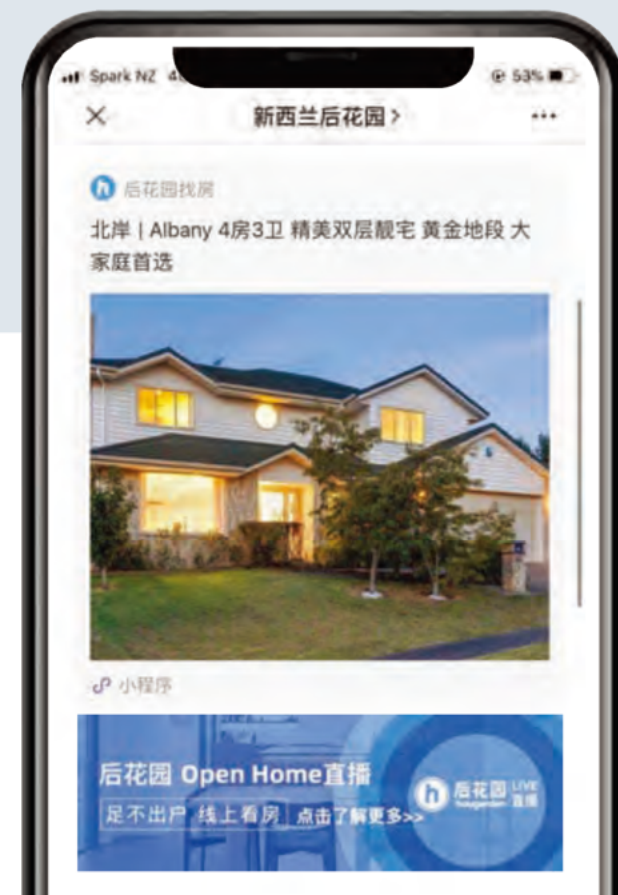 Spark NZ
53%
新西兰后花园 >
h 后花园找房
北岸 | Albany 4房3卫 精美双层靓宅 黄金地段 大
家庭首选
小程序
后花园 Open Home直播
足不出户 线上看房 点击了解更多>>
h 后花园 LIVE
hougarden 直播